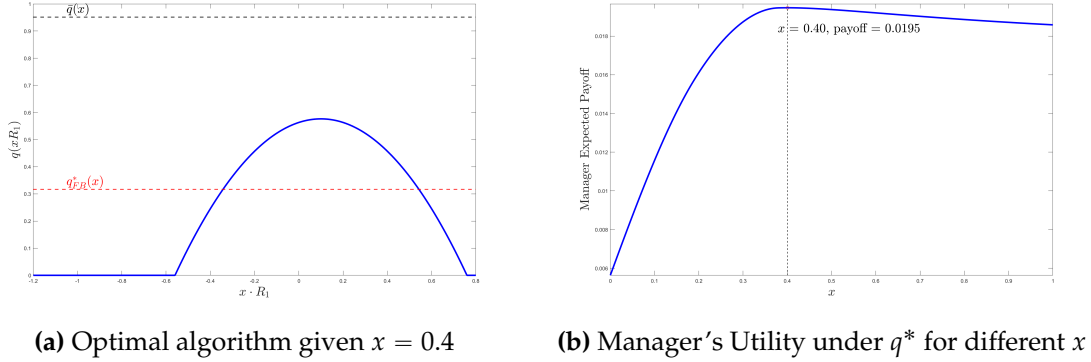 q̄(x)
q*_FB(x)
q(xR₁)
1
0.9
0.8
0.7
0.6
0.5
0.4
0.3
0.2
0.1
0
-1.2 -1 -0.8 -0.6 -0.4 -0.2 0 0.2 0.4 0.6 0.8
x · R₁
(a) Optimal algorithm given x = 0.4
Manager Expected Payoff
0.018
0.016
0.014
0.012
0.01
0.008
0.006
x = 0.40, payoff = 0.0195
0 0.1 0.2 0.3 0.4 0.5 0.6 0.7 0.8 0.9 1
x
(b) Manager's Utility under q* for different x